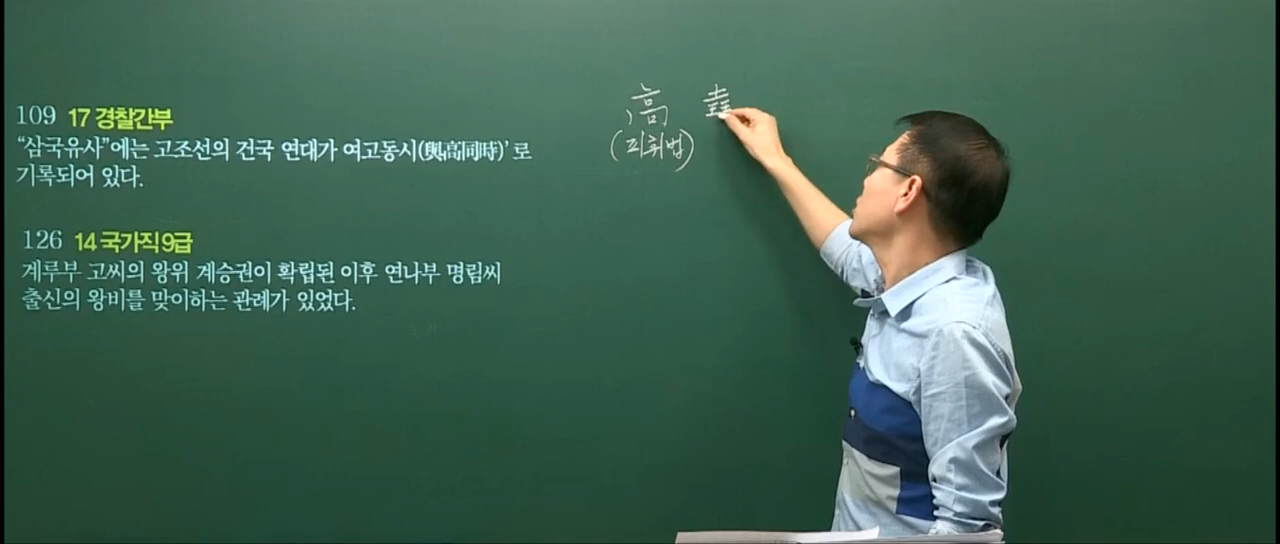 109 17 경찰간부
“삼국유사”에는 고조선의 건국 연대가 여고동시(與高同時)’로
기록되어 있다.
126 14 국가직 9급
계루부 고씨의 왕위 계승권이 확립된 이후 연나부 명림씨
출신의 왕비를 맞이하는 관례가 있었다.
高
(피휘법)